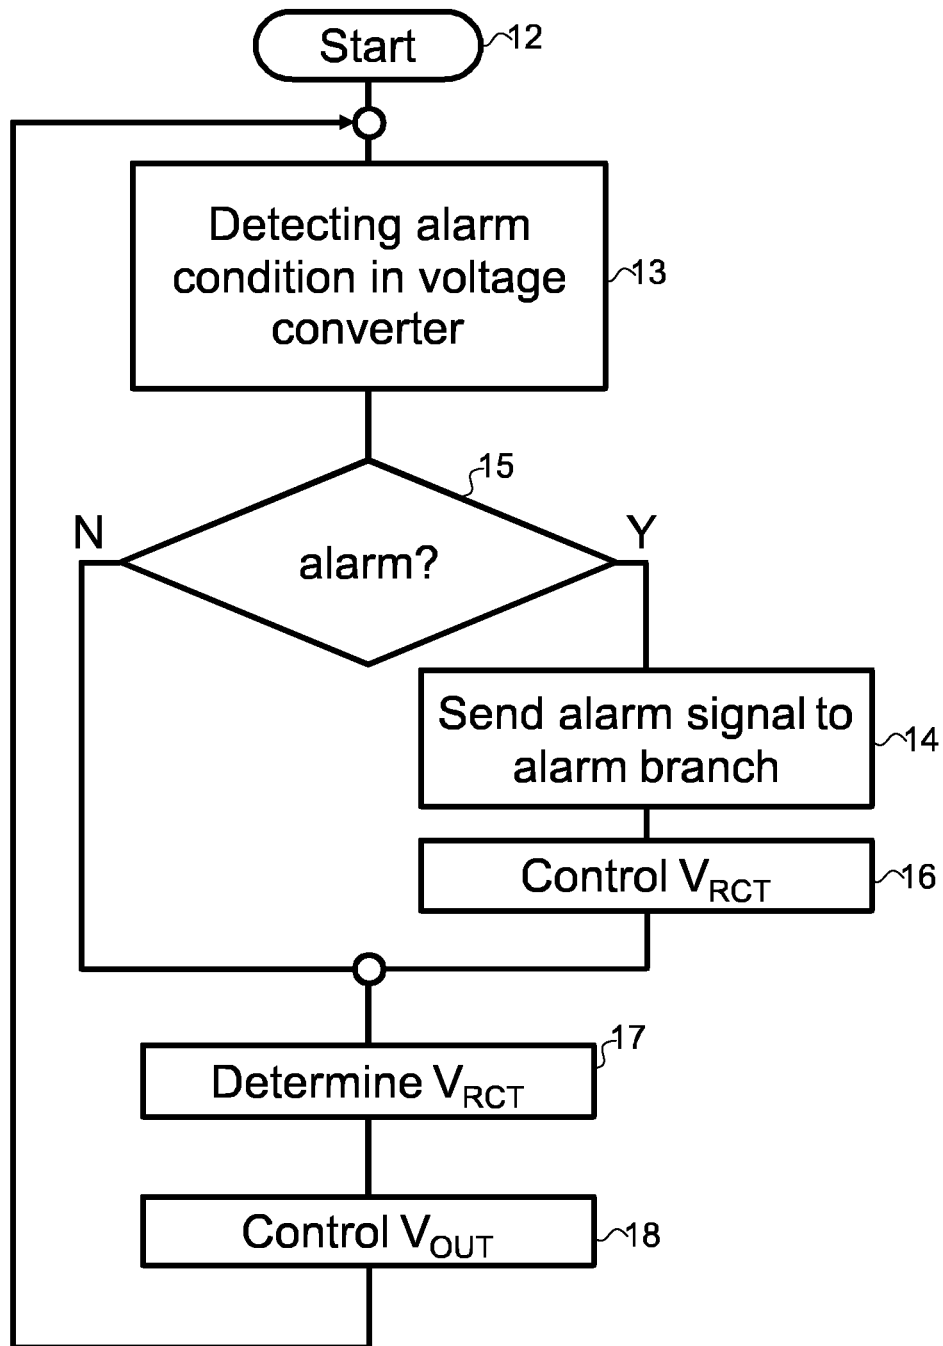 Start
12
Detecting alarm
condition in voltage
converter
13
15
N
alarm?
Y
Send alarm signal to
alarm branch
14
Control VRCT
16
17
Determine VRCT
Control VOUT
18